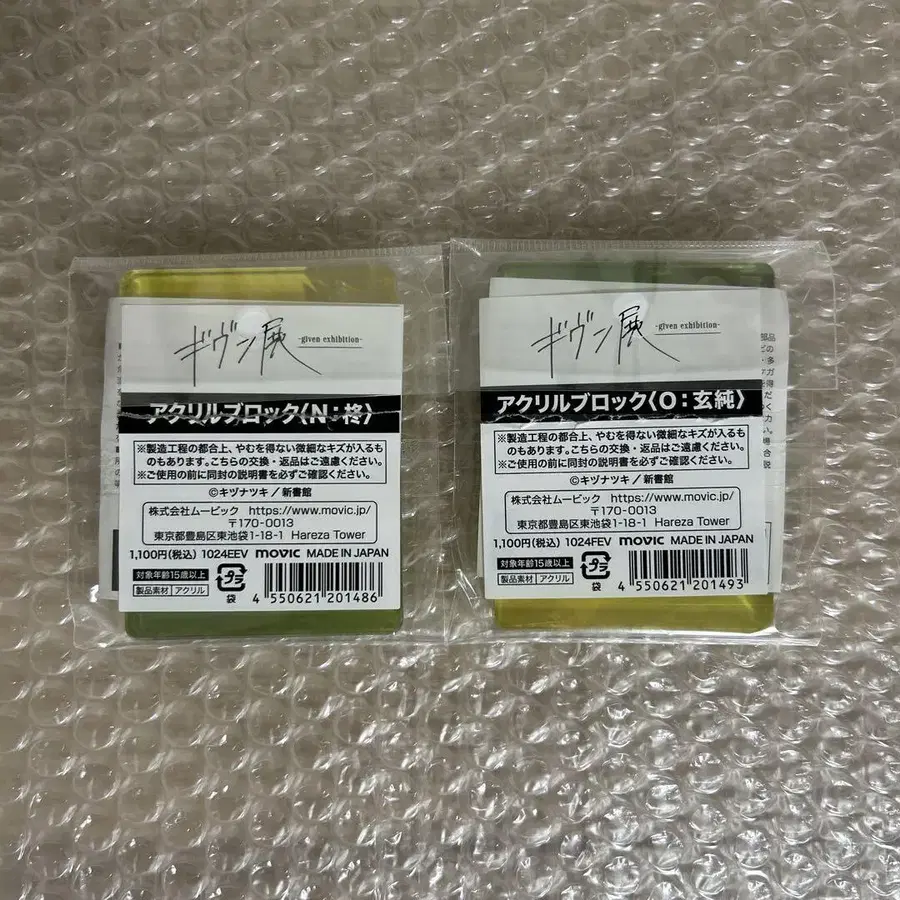 ギヴン展
-given exhibition-
アクリルブロック〈N：柊〉
※製造工程の都合上、やむを得ない微細なキズが入るも
のもあります。こちらの交換・返品はご遠慮ください。
※ご使用の前に同封の説明書を必ずご確認ください。
©キヅナツキ／新書館
株式会社ムービック https://www.movic.jp/
〒170-0013
東京都豊島区東池袋1-18-1 Hareza Tower
1,100円(税込) 1024EEV movic MADE IN JAPAN
対象年齢15歳以上
製品素材 アクリル
プラ
袋
4 550621 201486
ギヴン展
-given exhibition-
アクリルブロック〈O：玄純〉
※製造工程の都合上、やむを得ない微細なキズが入るも
のもあります。こちらの交換・返品はご遠慮ください。
※ご使用の前に同封の説明書を必ずご確認ください。
©キヅナツキ／新書館
株式会社ムービック https://www.movic.jp/
〒170-0013
東京都豊島区東池袋1-18-1 Hareza Tower
1,100円(税込) 1024FEV movic MADE IN JAPAN
対象年齢15歳以上
製品素材 アクリル
プラ
袋
4 550621 201493